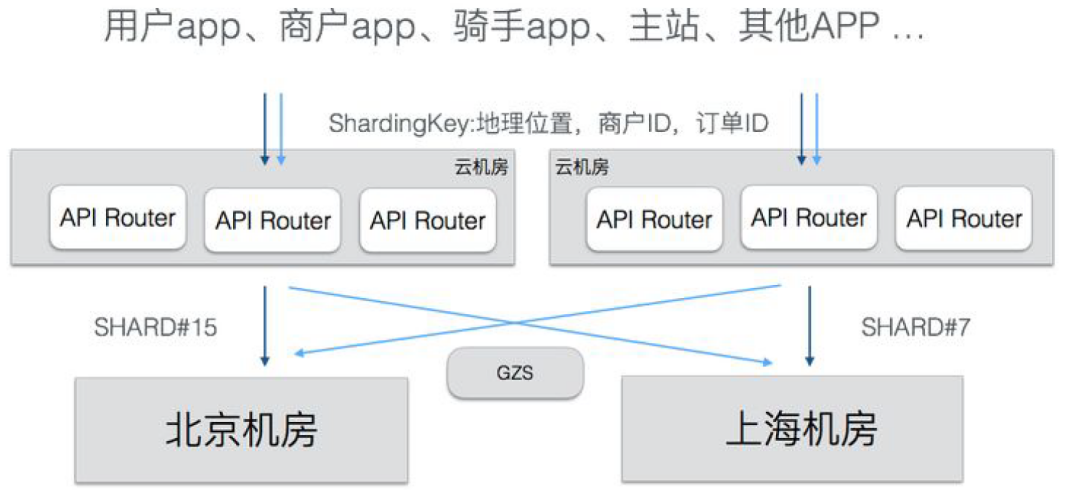 用户app、商户app、骑手app、主站、其他APP ...
ShardingKey:地理位置，商户ID，订单ID
云机房
云机房
API Router
API Router
API Router
API Router
API Router
API Router
SHARD#15
SHARD#7
GZS
北京机房
上海机房